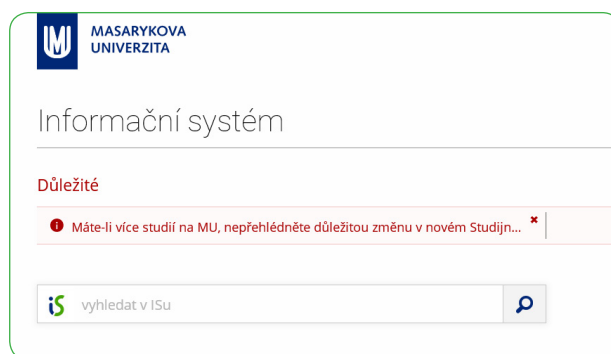 MASARYKOVA
UNIVERZITA
Informační systém
Důležité
Máte-li více studií na MU, nepřehlédněte důležitou změnu v novém Studijn...
iS vyhledat v ISu